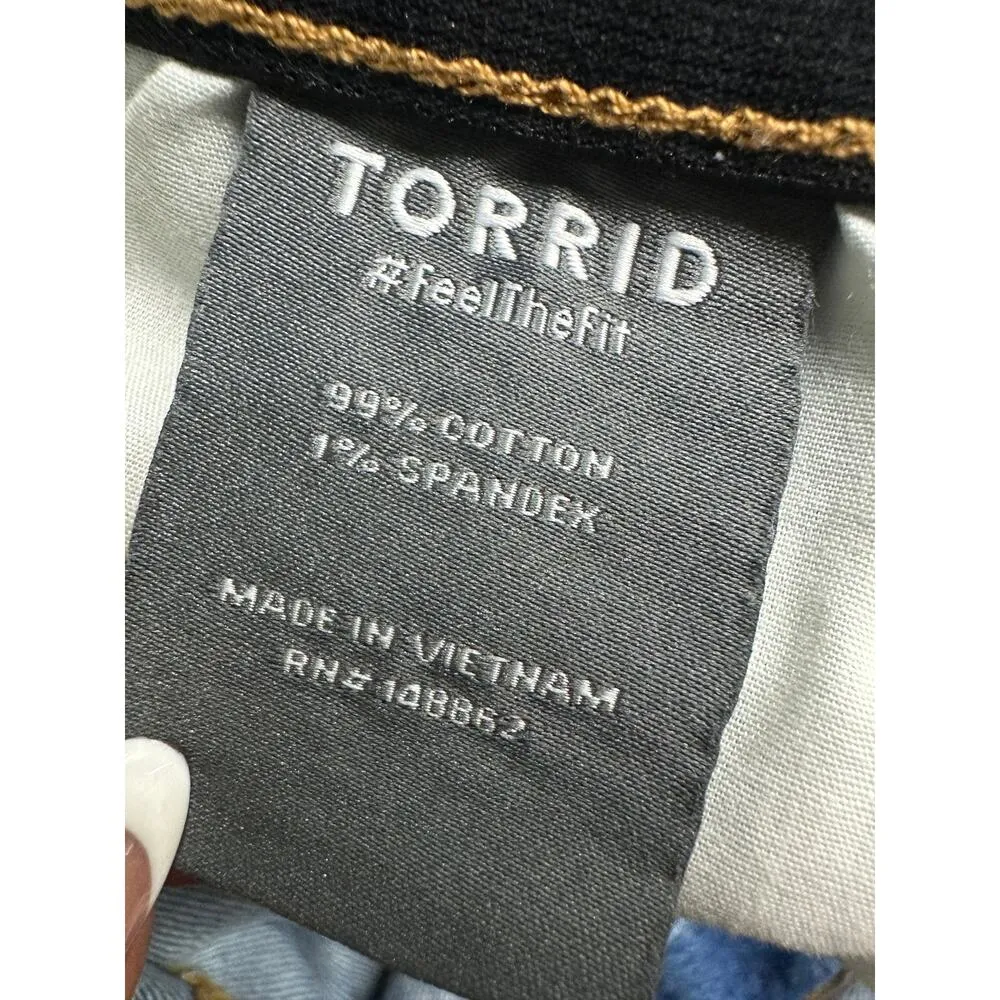 TORRID
#FeelTheFit
99% COTTON
1% SPANDEX
MADE IN VIETNAM
RN# 148862